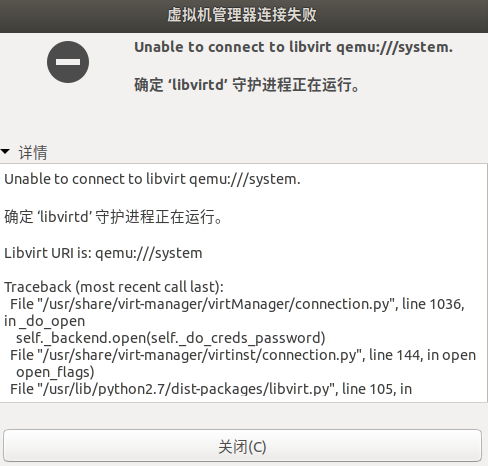 虚拟机管理器连接失败
Unable to connect to libvirt qemu:///system.
确定 ‘libvirtd’ 守护进程正在运行。
详情
Unable to connect to libvirt qemu:///system.
确定 ‘libvirtd’ 守护进程正在运行。
Libvirt URI is: qemu:///system
Traceback (most recent call last):
File "/usr/share/virt-manager/virtManager/connection.py", line 1036,
in _do_open
self._backend.open(self._do_creds_password)
File "/usr/share/virt-manager/virtinst/connection.py", line 144, in open
open_flags)
File "/usr/lib/python2.7/dist-packages/libvirt.py", line 105, in
关闭(C)